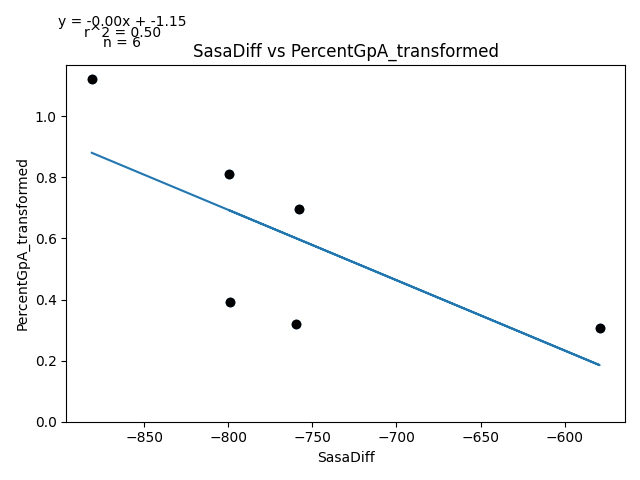 y = -0.00x + -1.15
r^2 = 0.50
n = 6
SasaDiff vs PercentGpA_transformed
1.0
0.8
0.6
0.4
0.2
0.0
PercentGpA_transformed
−850
−800
−750
−700
−650
−600
SasaDiff